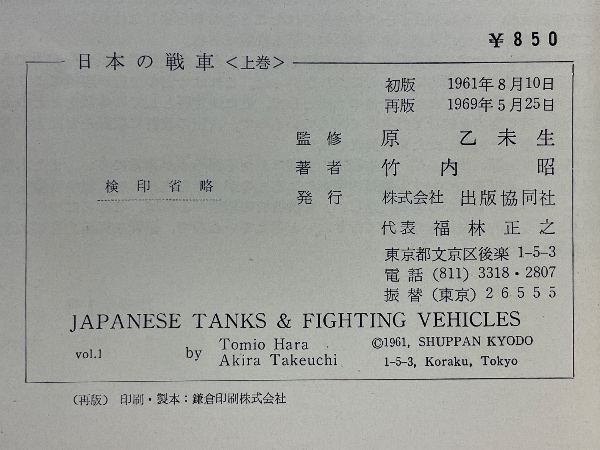 ¥850
日本の戦車<上巻>
初版 1961年8月10日
再版 1969年5月25日
監修 原 乙未生
著者 竹内 昭
検印省略
発行 株式会社 出版協同社
代表 福林正之
東京都文京区後楽 1-5-3
電話 (811) 3318・2807
振替 (東京) 26555
JAPANESE TANKS & FIGHTING VEHICLES
vol.1 by Tomio Hara ©1961, SHUPPAN KYODO
Akira Takeuchi 1-5-3, Koraku, Tokyo
(再版) 印刷・製本:鎌倉印刷株式会社